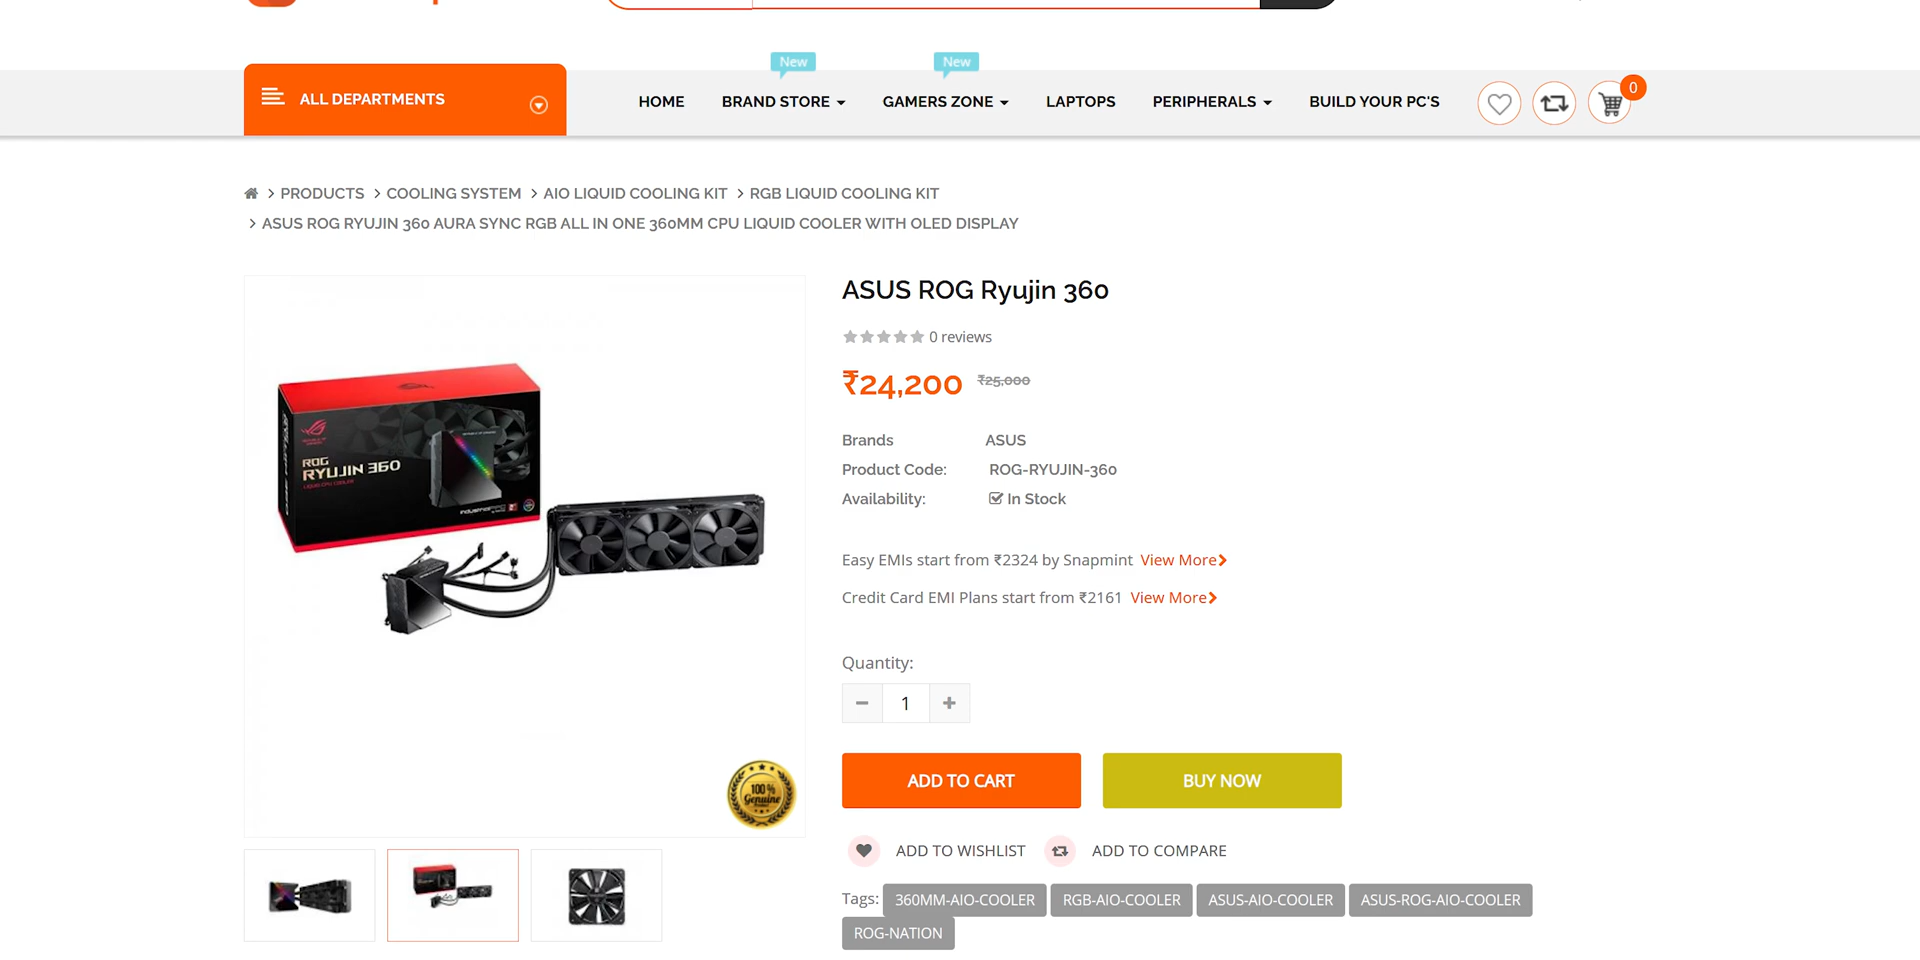 New
New
ALL DEPARTMENTS
HOME
BRAND STORE
GAMERS ZONE
LAPTOPS
PERIPHERALS
BUILD YOUR PC'S
0
PRODUCTS
COOLING SYSTEM
AIO LIQUID COOLING KIT
RGB LIQUID COOLING KIT
ASUS ROG RYUJIN 360 AURA SYNC RGB ALL IN ONE 360MM CPU LIQUID COOLER WITH OLED DISPLAY
ROG
RYUJIN 360
100 %
Genuine
ASUS ROG Ryujin 360
0 reviews
₹24,200 ₹25,000
Brands ASUS
Product Code: ROG-RYUJIN-360
Availability: In Stock
Easy EMIs start from ₹2324 by Snapmint View More
Credit Card EMI Plans start from ₹2161 View More
Quantity:
1
ADD TO CART
BUY NOW
ADD TO WISHLIST
ADD TO COMPARE
Tags: 360MM-AIO-COOLER RGB-AIO-COOLER ASUS-AIO-COOLER ASUS-ROG-AIO-COOLER
ROG-NATION